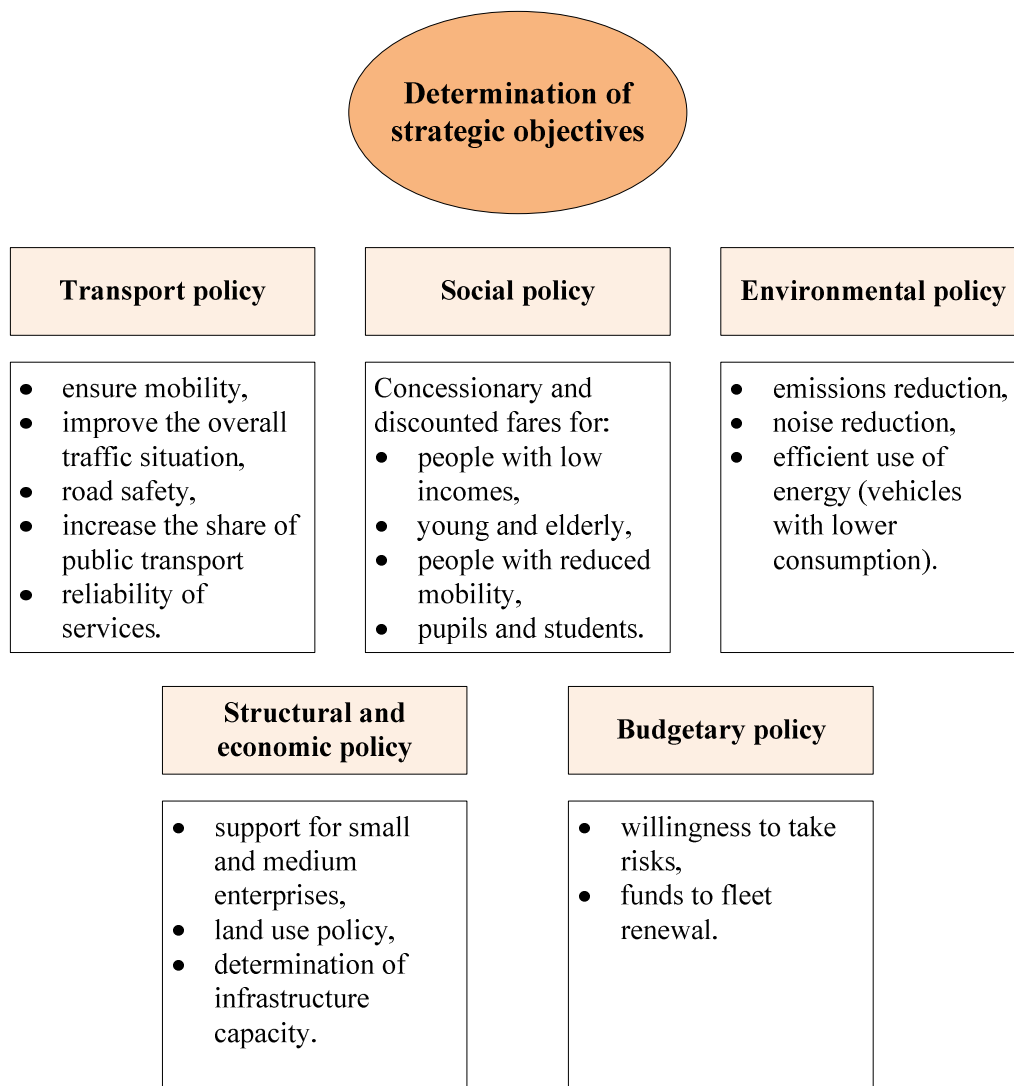 Determination of
strategic objectives
Transport policy
Social policy
Environmental policy
● ensure mobility,
● improve the overall
traffic situation,
● road safety,
● increase the share of
public transport
● reliability of
services.
Concessionary and
discounted fares for:
● people with low
incomes,
● young and elderly,
● people with reduced
mobility,
● pupils and students.
● emissions reduction,
● noise reduction,
● efficient use of
energy (vehicles
with lower
consumption).
Structural and
economic policy
Budgetary policy
● support for small
and medium
enterprises,
● land use policy,
● determination of
infrastructure
capacity.
● willingness to take
risks,
● funds to fleet
renewal.